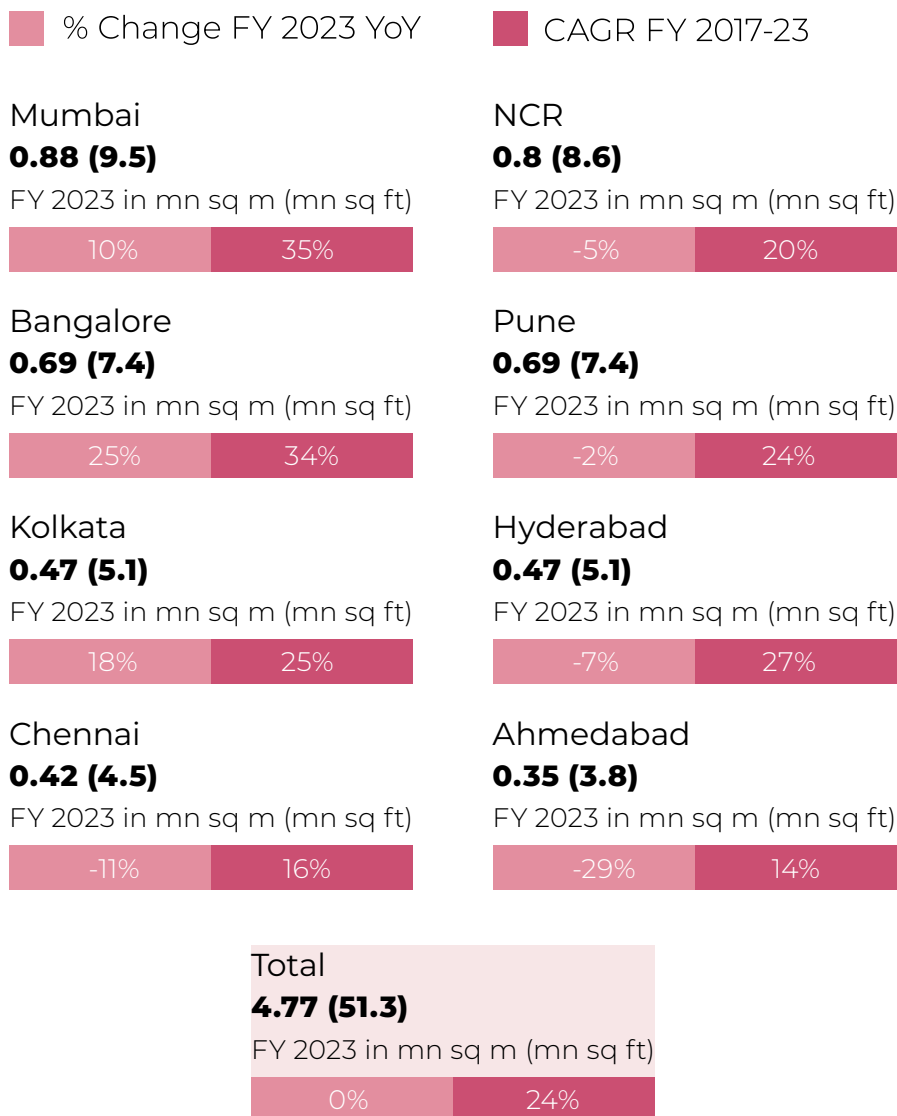 % Change FY 2023 YoY
CAGR FY 2017-23
Mumbai
0.88 (9.5)
FY 2023 in mn sq m (mn sq ft)
10% 35%
NCR
0.8 (8.6)
FY 2023 in mn sq m (mn sq ft)
-5% 20%
Bangalore
0.69 (7.4)
FY 2023 in mn sq m (mn sq ft)
25% 34%
Pune
0.69 (7.4)
FY 2023 in mn sq m (mn sq ft)
-2% 24%
Kolkata
0.47 (5.1)
FY 2023 in mn sq m (mn sq ft)
18% 25%
Hyderabad
0.47 (5.1)
FY 2023 in mn sq m (mn sq ft)
-7% 27%
Chennai
0.42 (4.5)
FY 2023 in mn sq m (mn sq ft)
-11% 16%
Ahmedabad
0.35 (3.8)
FY 2023 in mn sq m (mn sq ft)
-29% 14%
Total
4.77 (51.3)
FY 2023 in mn sq m (mn sq ft)
0% 24%